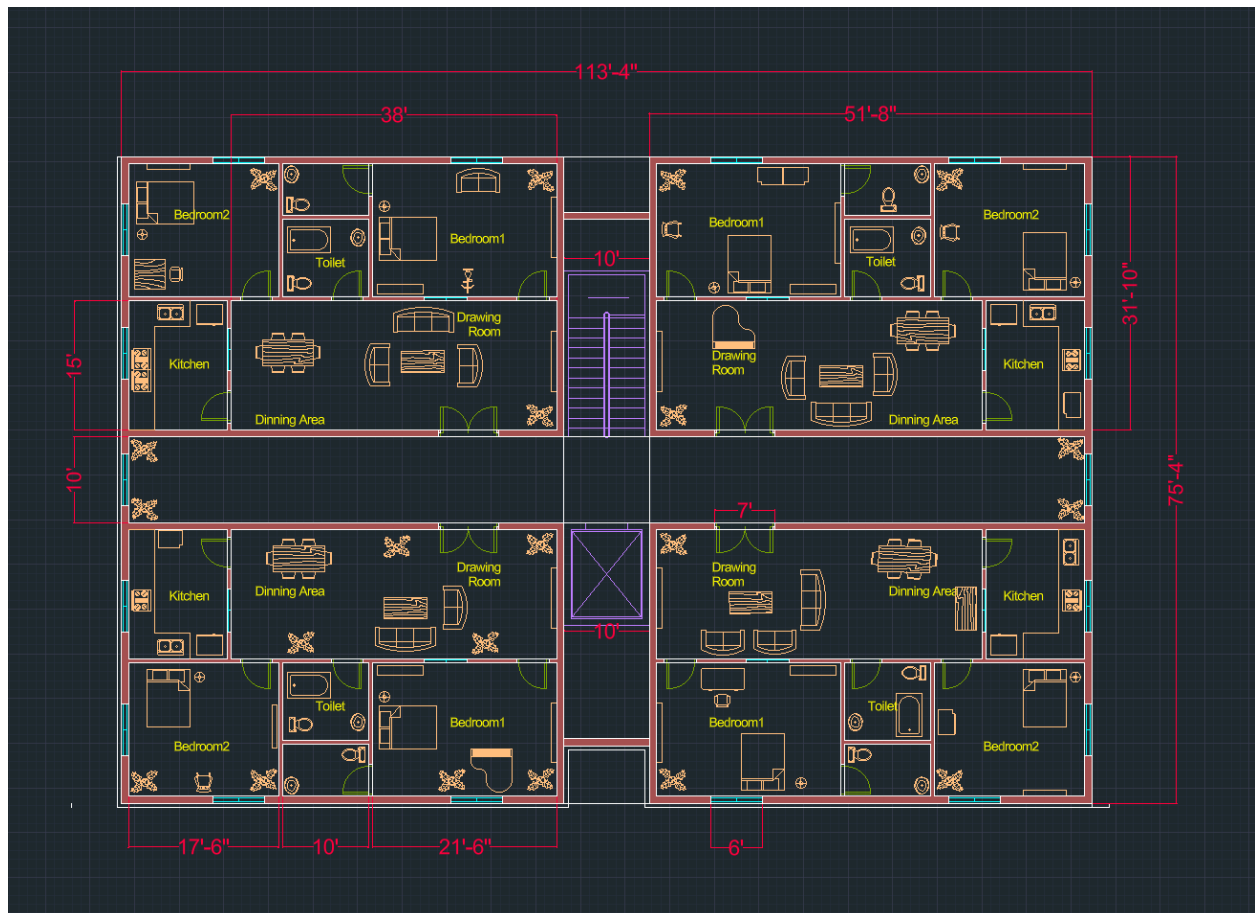 113'-4"
38'
51'-8"
Bedroom2
Bedroom1
Bedroom1
Bedroom2
Toilet
10'
Toilet
31'-10"
Drawing
Room
15'
Kitchen
Drawing
Room
Kitchen
Dinning Area
Dinning Area
10'
75'-4"
7'
Kitchen
Dinning Area
Drawing
Room
Drawing
Room
Dinning Area
Kitchen
10'
Toilet
Toilet
Bedroom2
Bedroom1
Bedroom1
Bedroom2
17'-6"
10'
21'-6"
6'